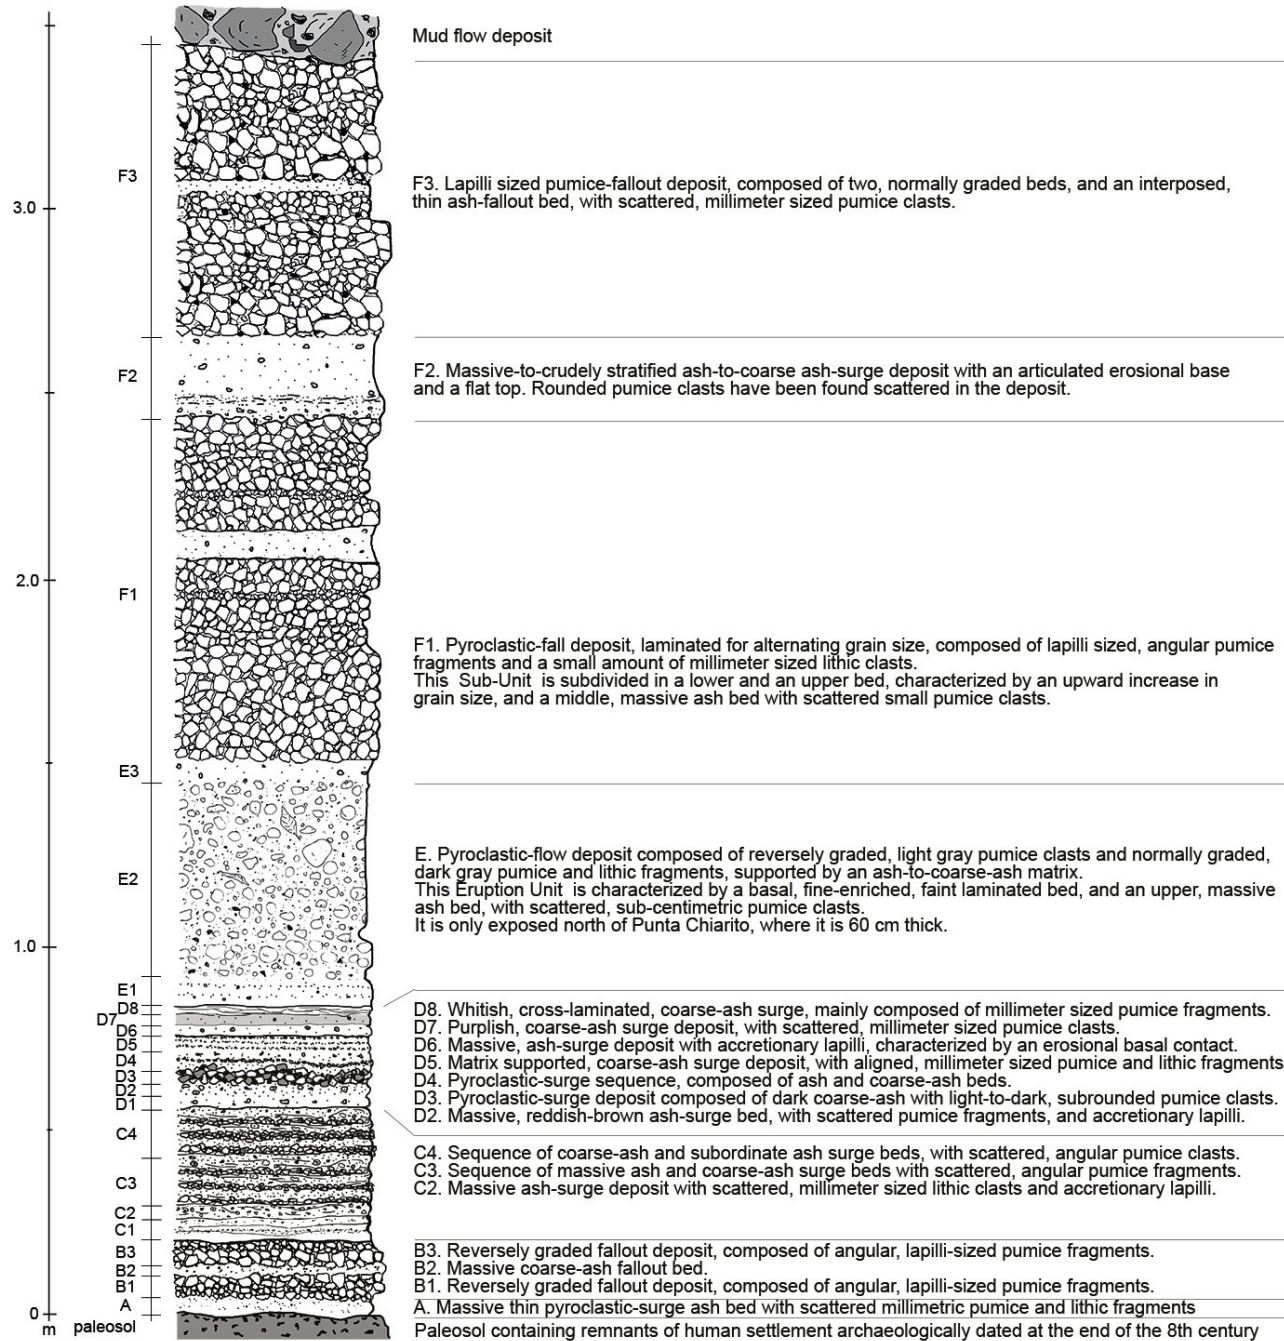 Mud flow deposit
F3
3.0
F3. Lapilli sized pumice-fallout deposit, composed of two, normally graded beds, and an interposed,
thin ash-fallout bed, with scattered, millimeter sized pumice clasts.
F2
F2. Massive-to-crudely stratified ash-to-coarse ash-surge deposit with an articulated erosional base
and a flat top. Rounded pumice clasts have been found scattered in the deposit.
2.0
F1
F1. Pyroclastic-fall deposit, laminated for alternating grain size, composed of lapilli sized, angular pumice
fragments and a small amount of millimeter sized lithic clasts.
This Sub-Unit is subdivided in a lower and an upper bed, characterized by an upward increase in
grain size, and a middle, massive ash bed with scattered small pumice clasts.
E3
E2
E. Pyroclastic-flow deposit composed of reversely graded, light gray pumice clasts and normally graded,
dark gray pumice and lithic fragments, supported by an ash-to-coarse-ash matrix.
This Eruption Unit is characterized by a basal, fine-enriched, faint laminated bed, and an upper, massive
ash bed, with scattered, sub-centimetric pumice clasts.
It is only exposed north of Punta Chiarito, where it is 60 cm thick.
1.0
E1
D8
D7
D6
D5
D4
D3
D2
D1
D8. Whitish, cross-laminated, coarse-ash surge, mainly composed of millimeter sized pumice fragments.
D7. Purplish, coarse-ash surge deposit, with scattered, millimeter sized pumice clasts.
D6. Massive, ash-surge deposit with accretionary lapilli, characterized by an erosional basal contact.
D5. Matrix supported, coarse-ash surge deposit, with aligned, millimeter sized pumice and lithic fragments
D4. Pyroclastic-surge sequence, composed of ash and coarse-ash beds.
D3. Pyroclastic-surge deposit composed of dark coarse-ash with light-to-dark, subrounded pumice clasts.
D2. Massive, reddish-brown ash-surge bed, with scattered pumice fragments, and accretionary lapilli.
C4
C3
C2
C1
C4. Sequence of coarse-ash and subordinate ash surge beds, with scattered, angular pumice clasts.
C3. Sequence of massive ash and coarse-ash surge beds with scattered, angular pumice fragments.
C2. Massive ash-surge deposit with scattered, millimeter sized lithic clasts and accretionary lapilli.
B3
B2
B1
B3. Reversely graded fallout deposit, composed of angular, lapilli-sized pumice fragments.
B2. Massive coarse-ash fallout bed.
B1. Reversely graded fallout deposit, composed of angular, lapilli-sized pumice fragments.
A
A. Massive thin pyroclastic-surge ash bed with scattered millimetric pumice and lithic fragments
0
m
paleosol
Paleosol containing remnants of human settlement archaeologically dated at the end of the 8th century